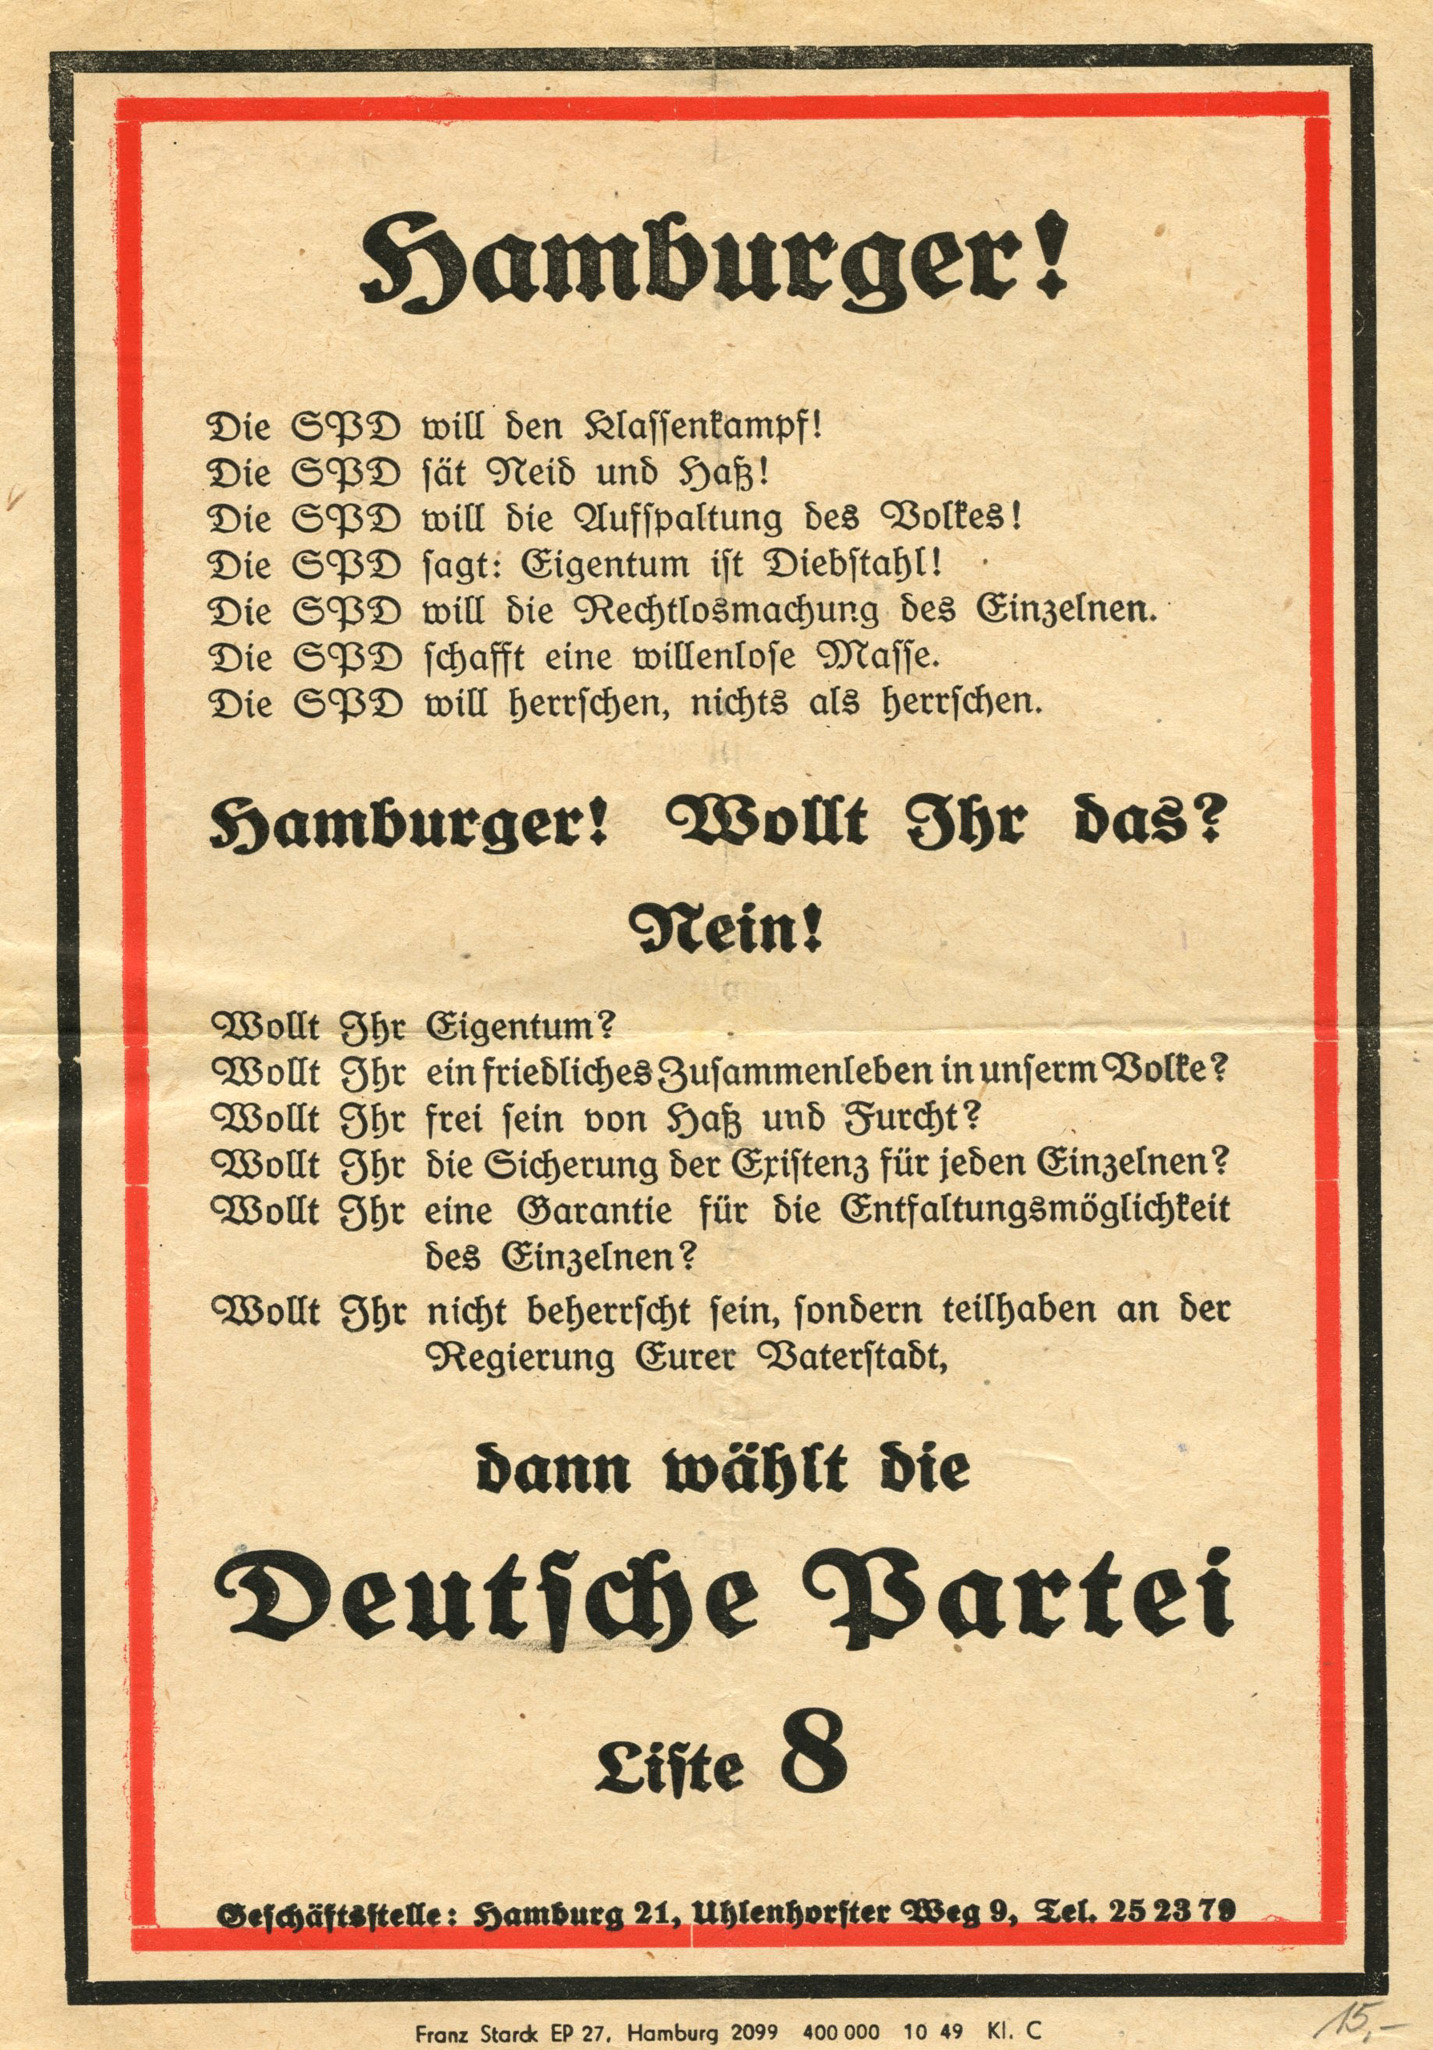 Hamburger!
Die SPD will den Klassenkampf!
Die SPD sät Neid und Haß!
Die SPD will die Aufspaltung des Volkes!
Die SPD sagt: Eigentum ist Diebstahl!
Die SPD will die Rechtlosmachung des Einzelnen.
Die SPD schafft eine willenlose Masse.
Die SPD will herrschen, nichts als herrschen.
Hamburger! Wollt Ihr das?
Nein!
Wollt Ihr Eigentum?
Wollt Ihr ein friedliches Zusammenleben in unserm Volke?
Wollt Ihr frei sein von Haß und Furcht?
Wollt Ihr die Sicherung der Existenz für jeden Einzelnen?
Wollt Ihr eine Garantie für die Entfaltungsmöglichkeit
des Einzelnen?
Wollt Ihr nicht beherrscht sein, sondern teilhaben an der
Regierung Eurer Vaterstadt,
dann wählt die
Deutsche Partei
Liste 8
Geschäftsstelle: Hamburg 21, Uhlenhorster Weg 9, Tel. 25 23 79
Franz Starck EP 27, Hamburg 2099 400 000 10 49 Kl. C
15,-